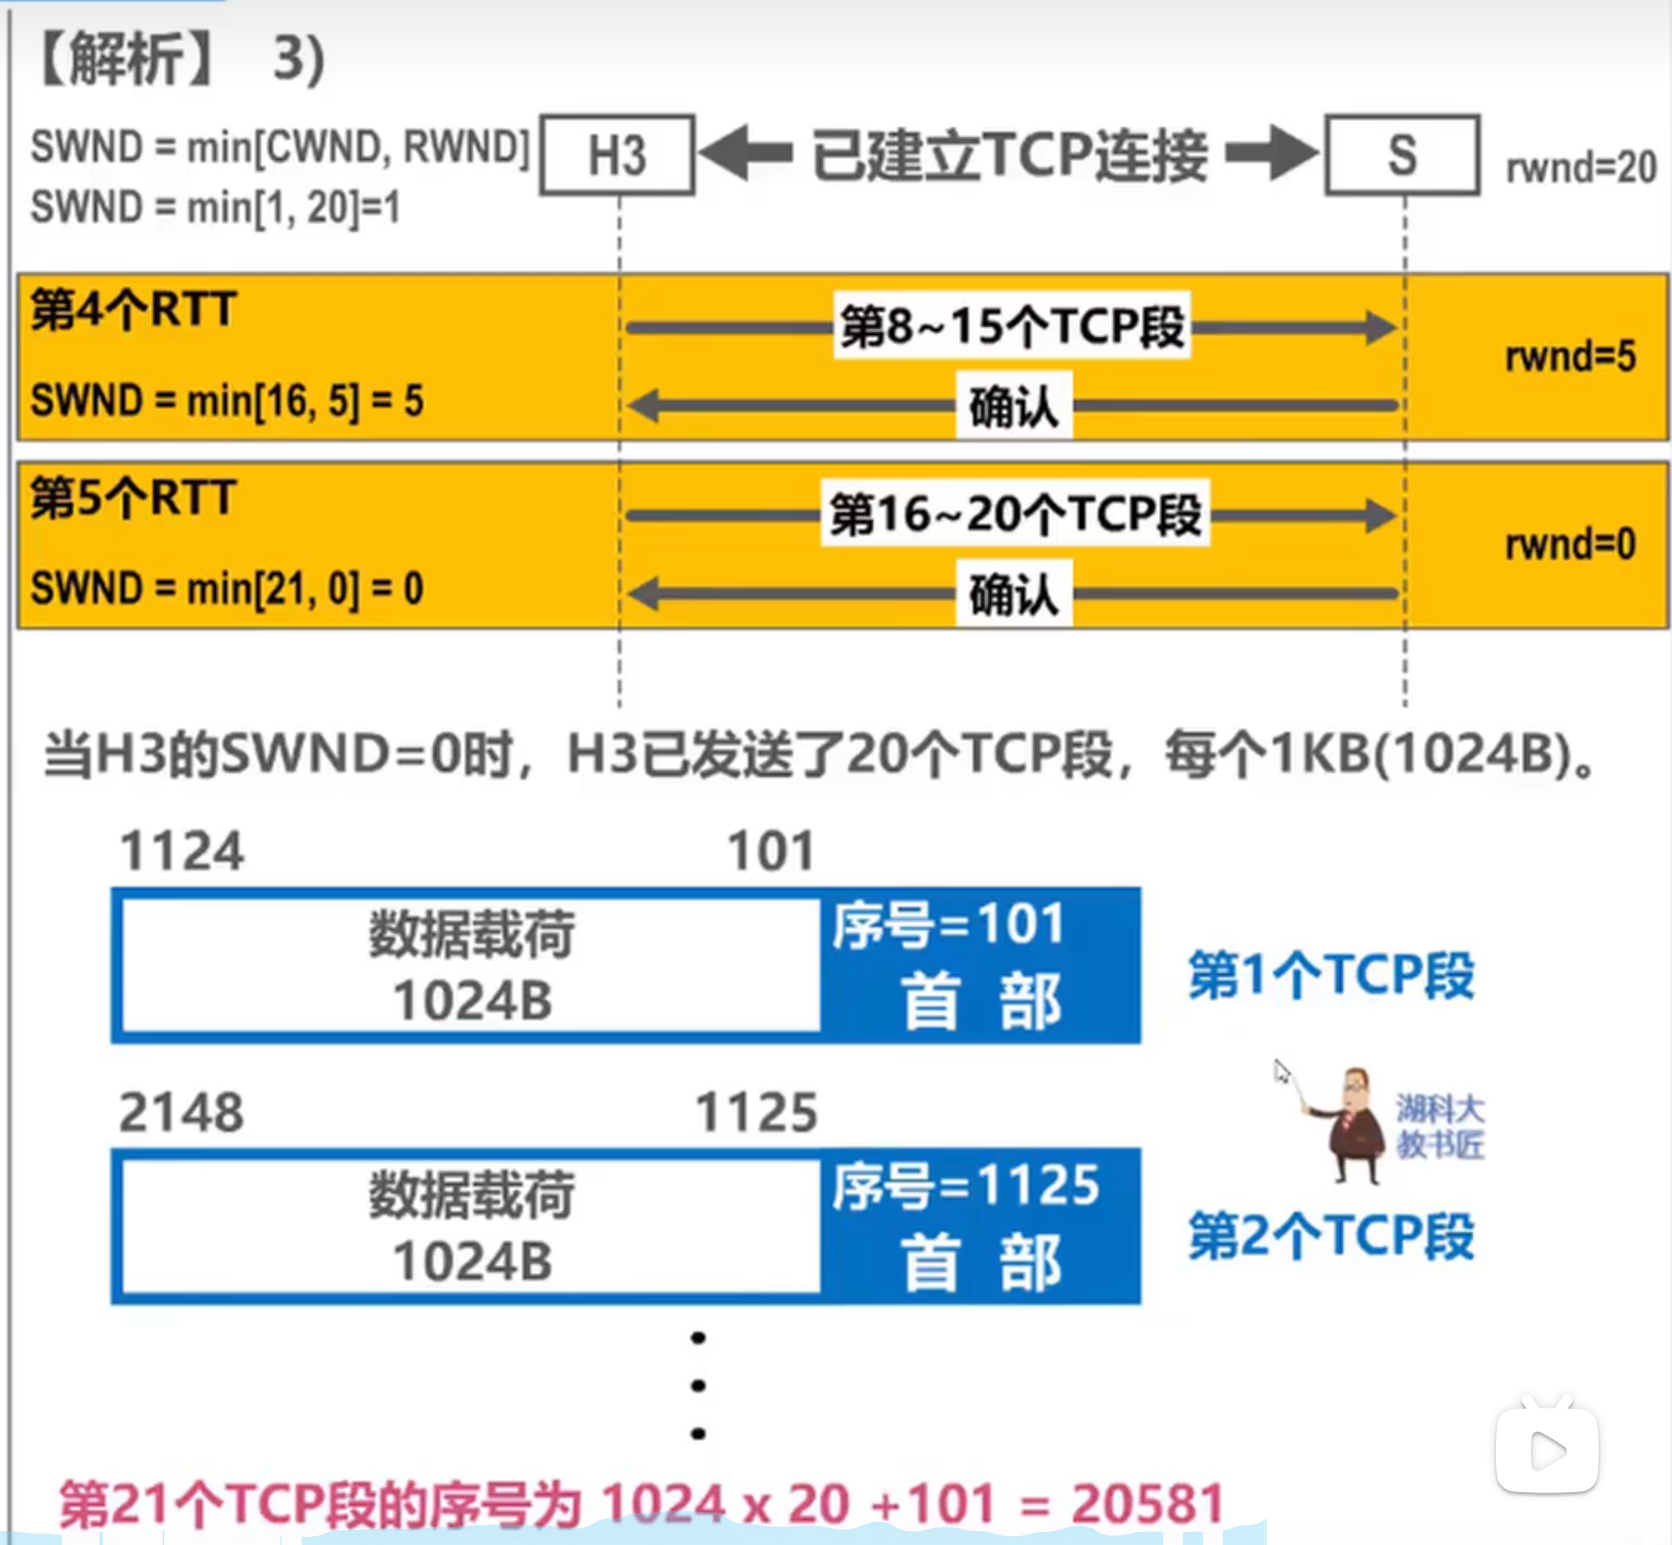 【解析】 3)
SWND = min[CWND, RWND]
SWND = min[1, 20]=1
H3
已建立TCP连接
S
rwnd=20
第4个RTT
第8~15个TCP段
rwnd=5
SWND = min[16, 5] = 5
确认
第5个RTT
第16~20个TCP段
rwnd=0
SWND = min[21, 0] = 0
确认
当H3的SWND=0时，H3已发送了20个TCP段，每个1KB(1024B)。
1124
101
数据载荷
1024B
序号=101
首 部
第1个TCP段
2148
1125
数据载荷
1024B
序号=1125
首 部
湖科大
教书匠
第2个TCP段
第21个TCP段的序号为 1024 x 20 +101 = 20581